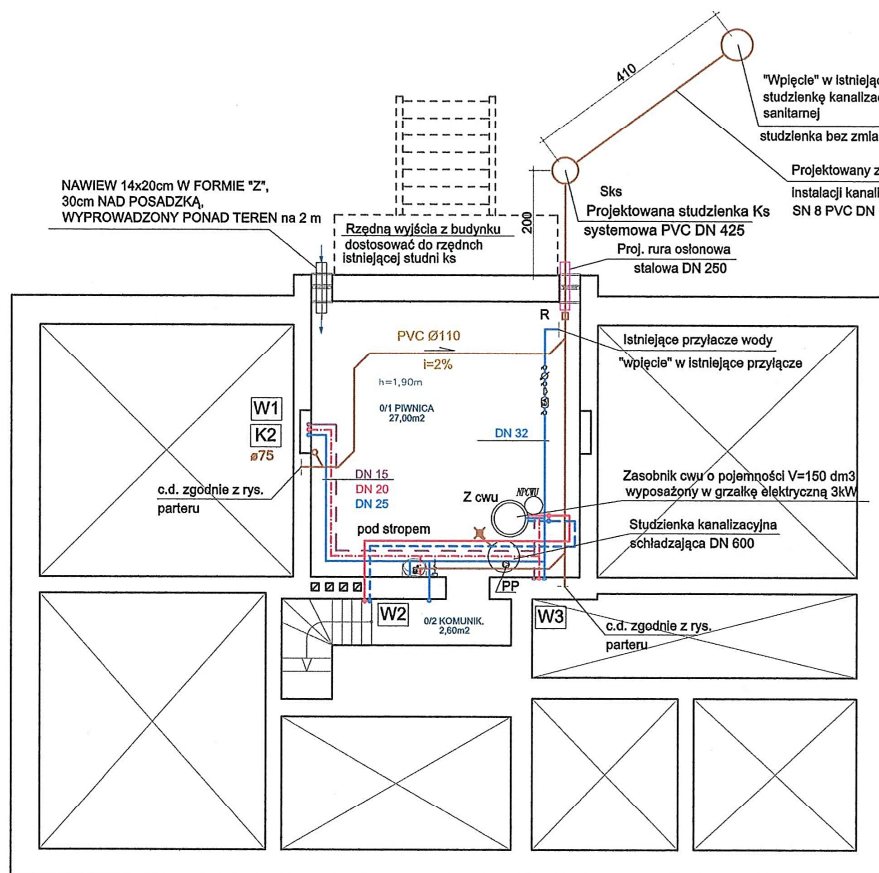 410
"Wpięcie" w istnieją
studzienkę kanaliza
sanitarnej
studzienka bez zmia
Projektowany z
instalacji kanali
SN 8 PVC DN
NAWIEW 14x20cm W FORMIE "Z",
30cm NAD POSADZKĄ,
WYPROWADZONY PONAD TEREN na 2 m
200
Sks
Projektowana studzienka Ks
systemowa PVC DN 425
Rzędną wyjścia z budynku
dostosować do rzędnch
istniejącej studni ks
Proj. rura osłonowa
stalowa DN 250
R
PVC Ø110
i=2%
Istniejące przyłacze wody
"wpięcie" w istniejące przyłącze
h=1,90m
0/1 PIWNICA
27,00m2
W1
K2
ø75
DN 32
c.d. zgodnie z rys.
parteru
DN 15
DN 20
DN 25
Z cwu
NPCWU
Zasobnik cwu o pojemności V=150 dm3
wyposażony w grzałkę elektryczną 3kW
pod stropem
Studzienka kanalizacyjna
schładzająca DN 600
PP
W2
0/2 KOMUNIK.
2,60m2
W3
c.d. zgodnie z rys.
parteru